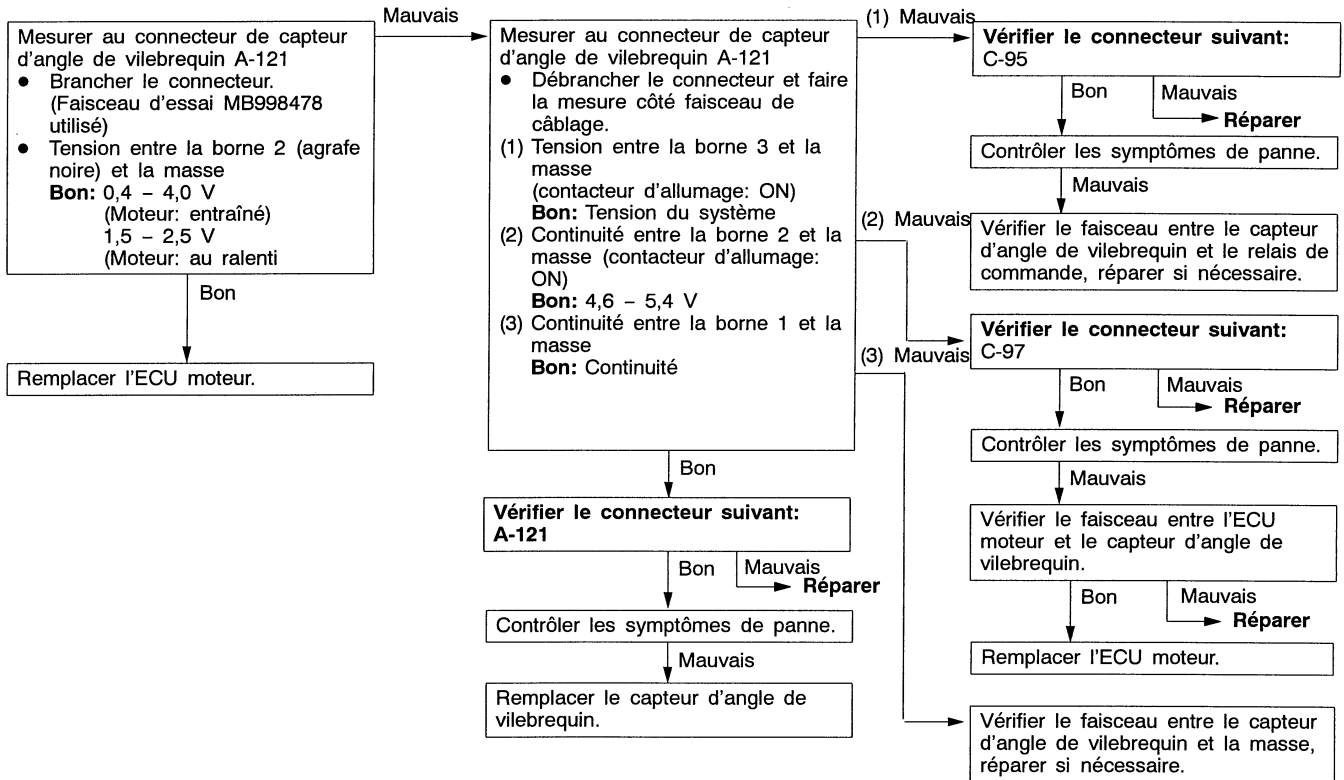 Mauvais
Mesurer au connecteur de capteur
d'angle de vilebrequin A-121
● Brancher le connecteur.
(Faisceau d'essai MB998478
utilisé)
● Tension entre la borne 2 (agrafe
noire) et la masse
Bon: 0,4 – 4,0 V
(Moteur: entraîné)
1,5 – 2,5 V
(Moteur: au ralenti
Bon
Remplacer l'ECU moteur.
Mesurer au connecteur de capteur
d'angle de vilebrequin A-121
● Débrancher le connecteur et faire
la mesure côté faisceau de
câblage.
(1) Tension entre la borne 3 et la
masse
(contacteur d'allumage: ON)
Bon: Tension du système
(2) Continuité entre la borne 2 et la
masse (contacteur d'allumage:
ON)
Bon: 4,6 – 5,4 V
(3) Continuité entre la borne 1 et la
masse
Bon: Continuité
Bon
Vérifier le connecteur suivant:
A-121
Bon
Mauvais
Réparer
Contrôler les symptômes de panne.
Mauvais
Remplacer le capteur d'angle de
vilebrequin.
(1) Mauvais
Vérifier le connecteur suivant:
C-95
Bon
Mauvais
Réparer
Contrôler les symptômes de panne.
Mauvais
Vérifier le faisceau entre le capteur
d'angle de vilebrequin et le relais de
commande, réparer si nécessaire.
(2) Mauvais
Vérifier le connecteur suivant:
C-97
Bon
Mauvais
Réparer
Contrôler les symptômes de panne.
Mauvais
Vérifier le faisceau entre l'ECU
moteur et le capteur d'angle de
vilebrequin.
Bon
Mauvais
Réparer
Remplacer l'ECU moteur.
(3) Mauvais
Vérifier le faisceau entre le capteur
d'angle de vilebrequin et la masse,
réparer si nécessaire.